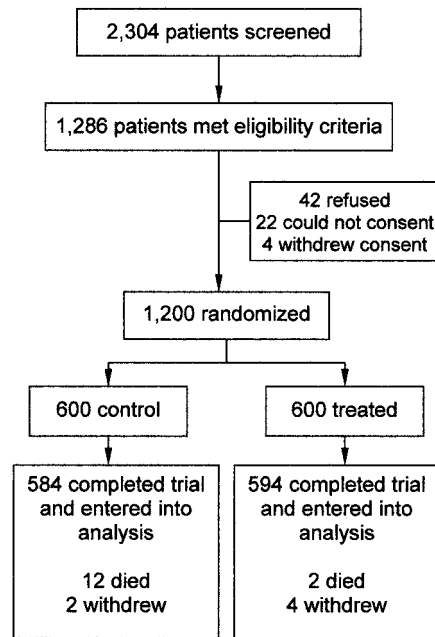 2,304 patients screened
1,286 patients met eligibility criteria
42 refused
22 could not consent
4 withdrew consent
1,200 randomized
600 control
600 treated
584 completed trial
and entered into
analysis
12 died
2 withdrew
594 completed trial
and entered into
analysis
2 died
4 withdrew